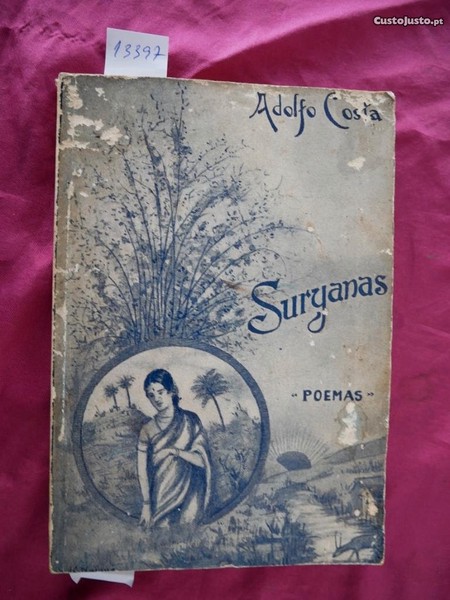 CustoJusto.pt
13397
Adolfo Costa
Suryanas
"POEMAS"